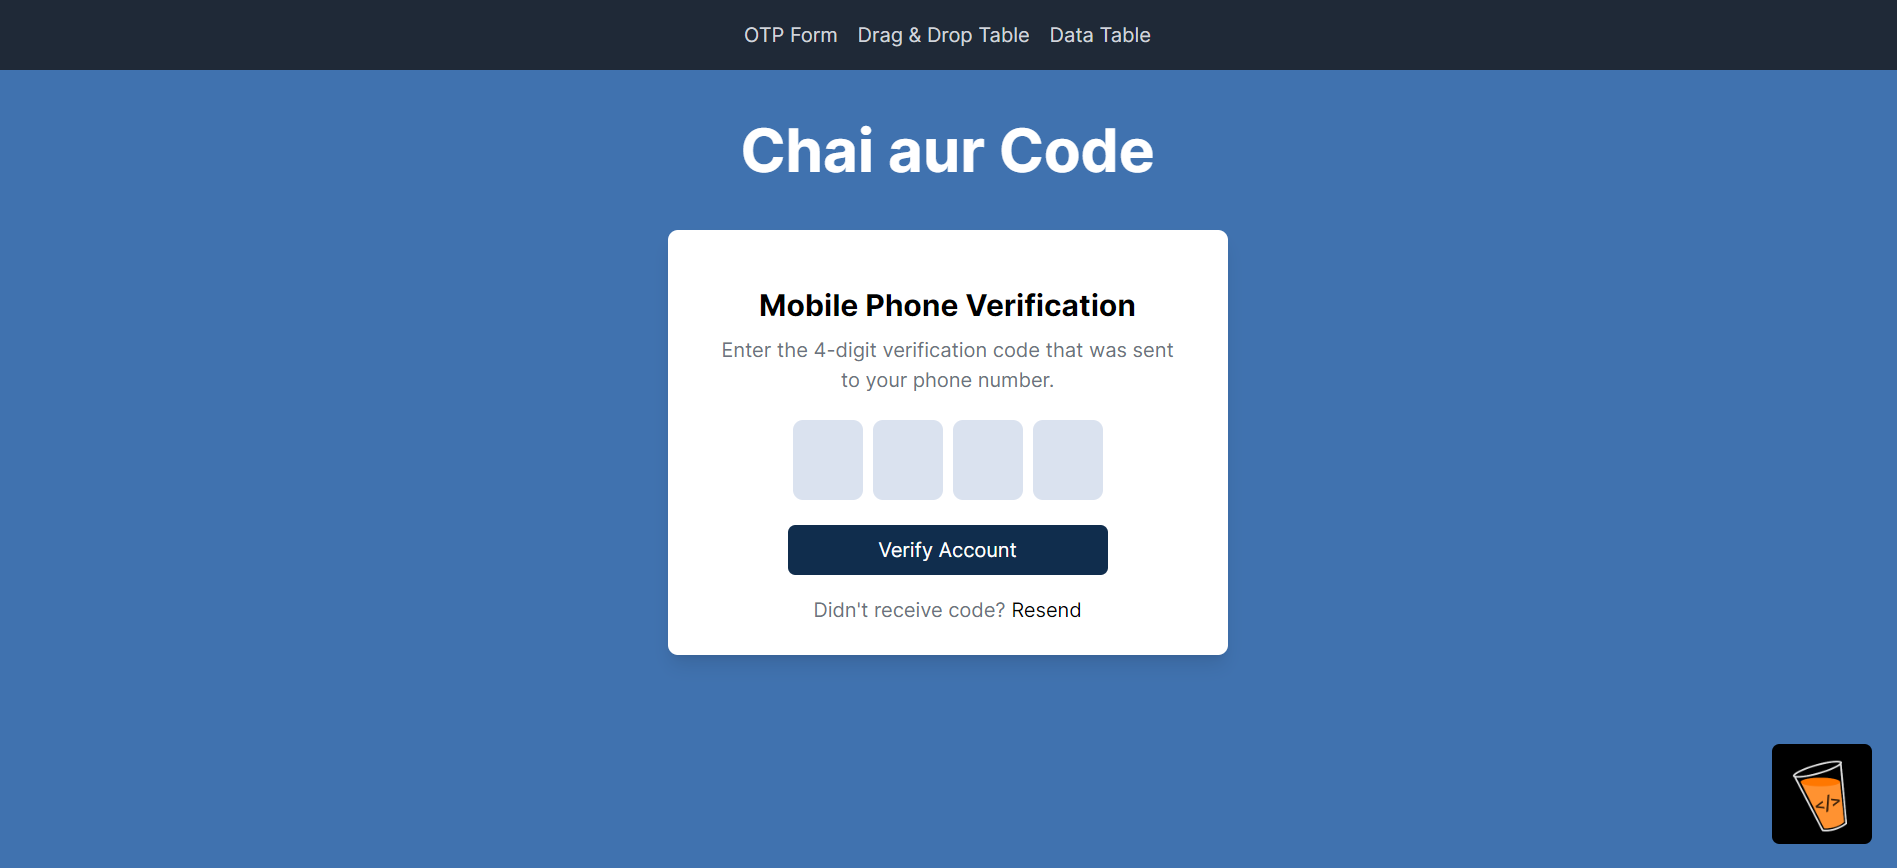 OTP Form Drag & Drop Table Data Table
Chai aur Code
Mobile Phone Verification
Enter the 4-digit verification code that was sent
to your phone number.
Verify Account
Didn't receive code? Resend
</>